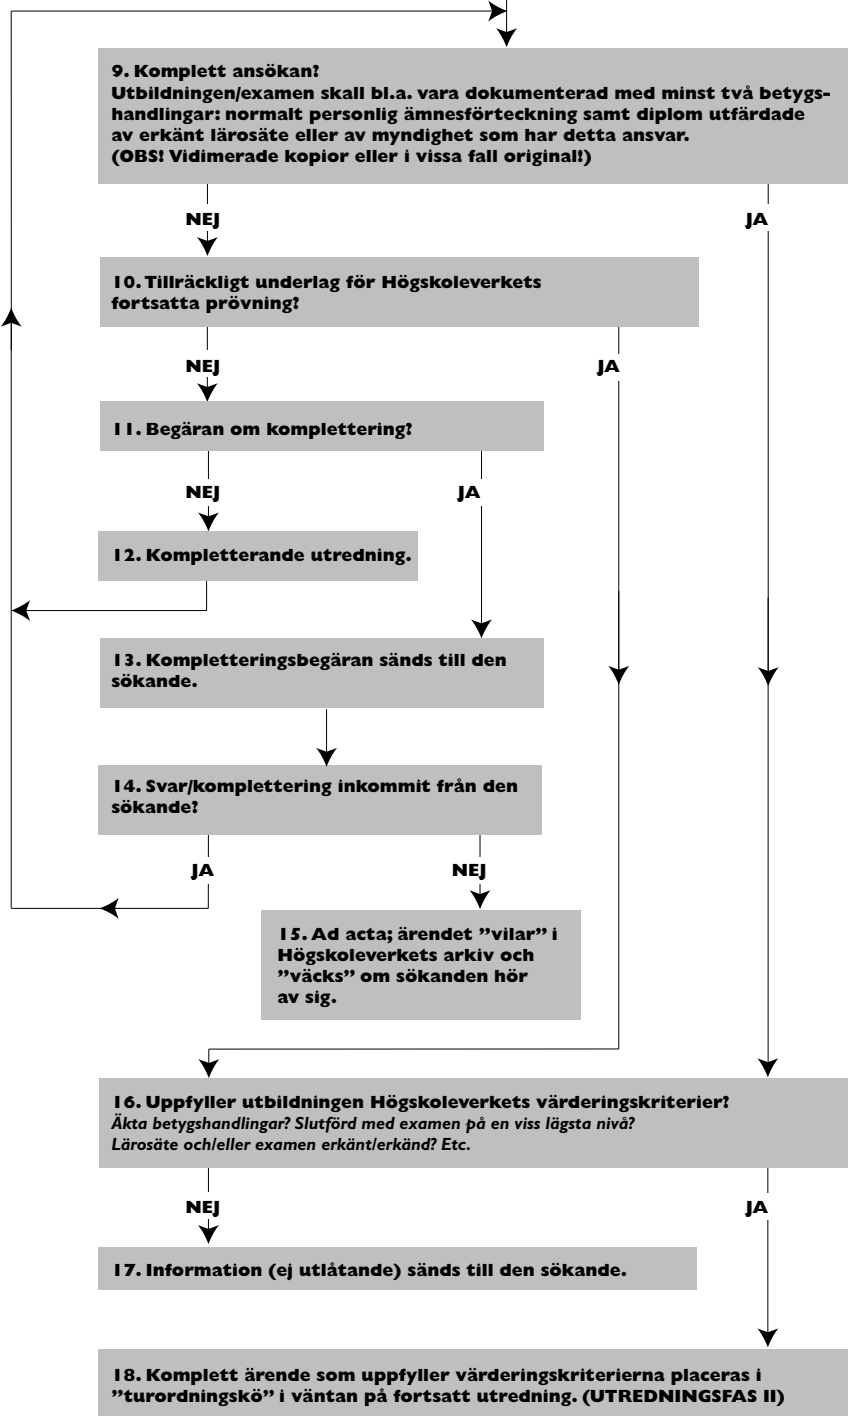 9. Komplett ansökan?
Utbildningen/examen skall bl.a. vara dokumenterad med minst två betygs-
handlingar: normalt personlig ämnesförteckning samt diplom utfärdade
av erkänt lärosäte eller av myndighet som har detta ansvar.
(OBS! Vidimerade kopior eller i vissa fall original!)
NEJ
JA
10. Tillräckligt underlag för Högskoleverkets
fortsatta prövning?
NEJ
JA
11. Begäran om komplettering?
NEJ
JA
12. Kompletterande utredning.
13. Kompletteringsbegäran sänds till den
sökande.
14. Svar/komplettering inkommit från den
sökande?
JA
NEJ
15. Ad acta; ärendet ”vilar” i
Högskoleverkets arkiv och
”väcks” om sökanden hör
av sig.
16. Uppfyller utbildningen Högskoleverkets värderingskriterier?
Äkta betygshandlingar? Slutförd med examen på en viss lägsta nivå?
Lärosäte och/eller examen erkänt/erkänd? Etc.
NEJ
JA
17. Information (ej utlåtande) sänds till den sökande.
18. Komplett ärende som uppfyller värderingskriterierna placeras i
”turordningskö” i väntan på fortsatt utredning. (UTREDNINGSFAS II)